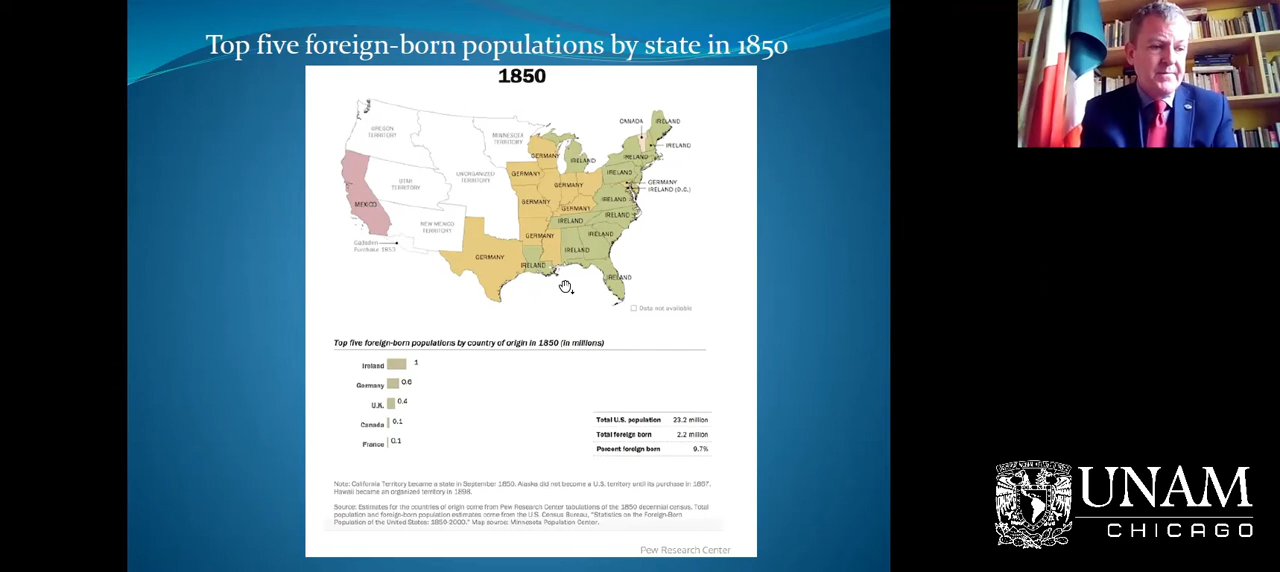 Top five foreign-born populations by state in 1850
1850
OREGON
TERRITORY
MINNESOTA
TERRITORY
CANADA
IRELAND
IRELAND
GERMANY
IRELAND
IRELAND
UTAH
TERRITORY
UNORGANIZED
TERRITORY
GERMANY
GERMANY
IRELAND
GERMANY
IRELAND (D.C.)
MEXICO
GERMANY
GERMANY
IRELAND
IRELAND
NEW MEXICO
TERRITORY
IRELAND
GERMANY
IRELAND
Gadsden
Purchase 1853
GERMANY
IRELAND
IRELAND
IRELAND
Data not available
Top five foreign-born populations by country of origin in 1850 (in millions)
Ireland 1
Germany 0.6
U.K. 0.4
Canada 0.1
France 0.1
Total U.S. population 23.2 million
Total foreign born 2.2 million
Percent foreign born 9.7%
Note: California Territory became a state in September 1850. Alaska did not become a U.S. territory until its purchase in 1867.
Hawaii became an organized territory in 1898.
Source: Estimates for the countries of origin come from Pew Research Center tabulations of the 1850 decennial census. Total
population and foreign-born population estimates come from the U.S. Census Bureau, "Statistics on the Foreign-Born
Population of the United States: 1850-2000." Map source: Minnesota Population Center.
Pew Research Center
UNAM
CHICAGO